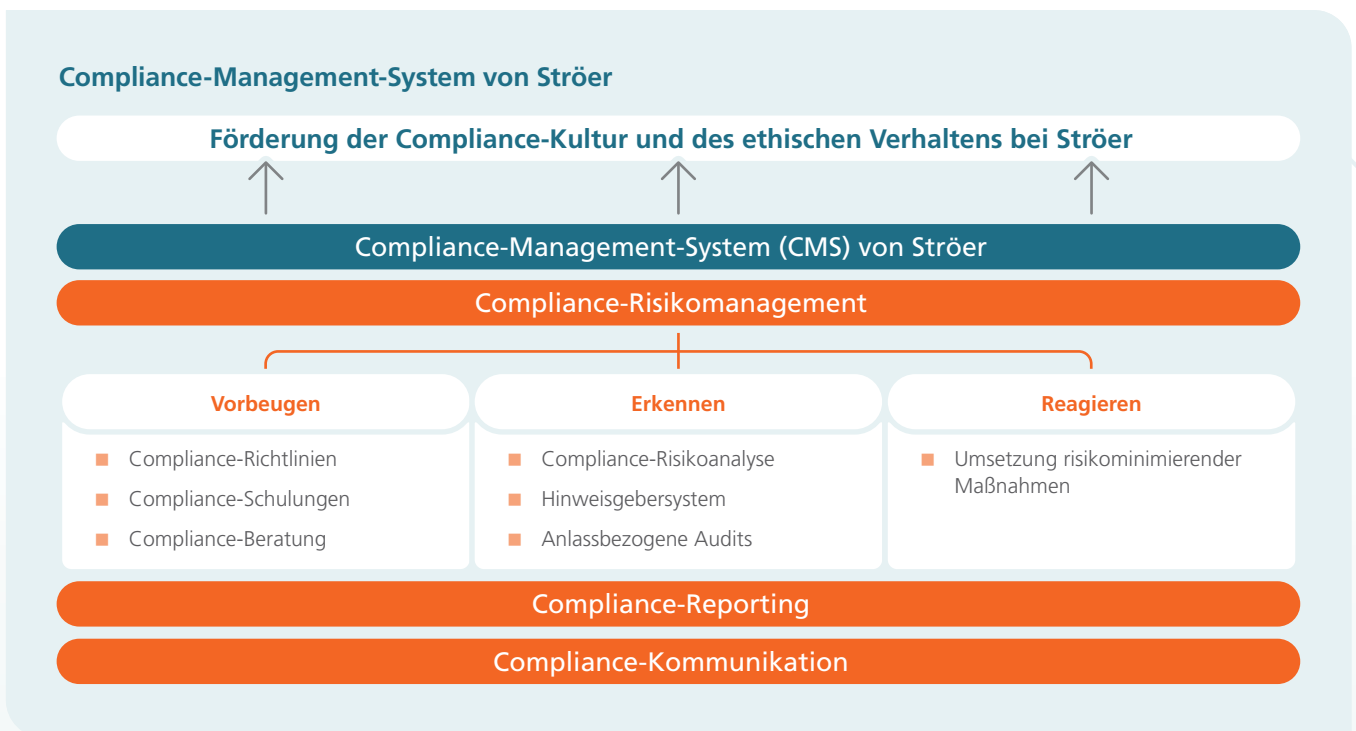 Compliance-Management-System von Ströer
Förderung der Compliance-Kultur und des ethischen Verhaltens bei Ströer
Compliance-Management-System (CMS) von Ströer
Compliance-Risikomanagement
Vorbeugen
Compliance-Richtlinien
Compliance-Schulungen
Compliance-Beratung
Erkennen
Compliance-Risikoanalyse
Hinweisgebersystem
Anlassbezogene Audits
Reagieren
Umsetzung risikominimierender
Maßnahmen
Compliance-Reporting
Compliance-Kommunikation